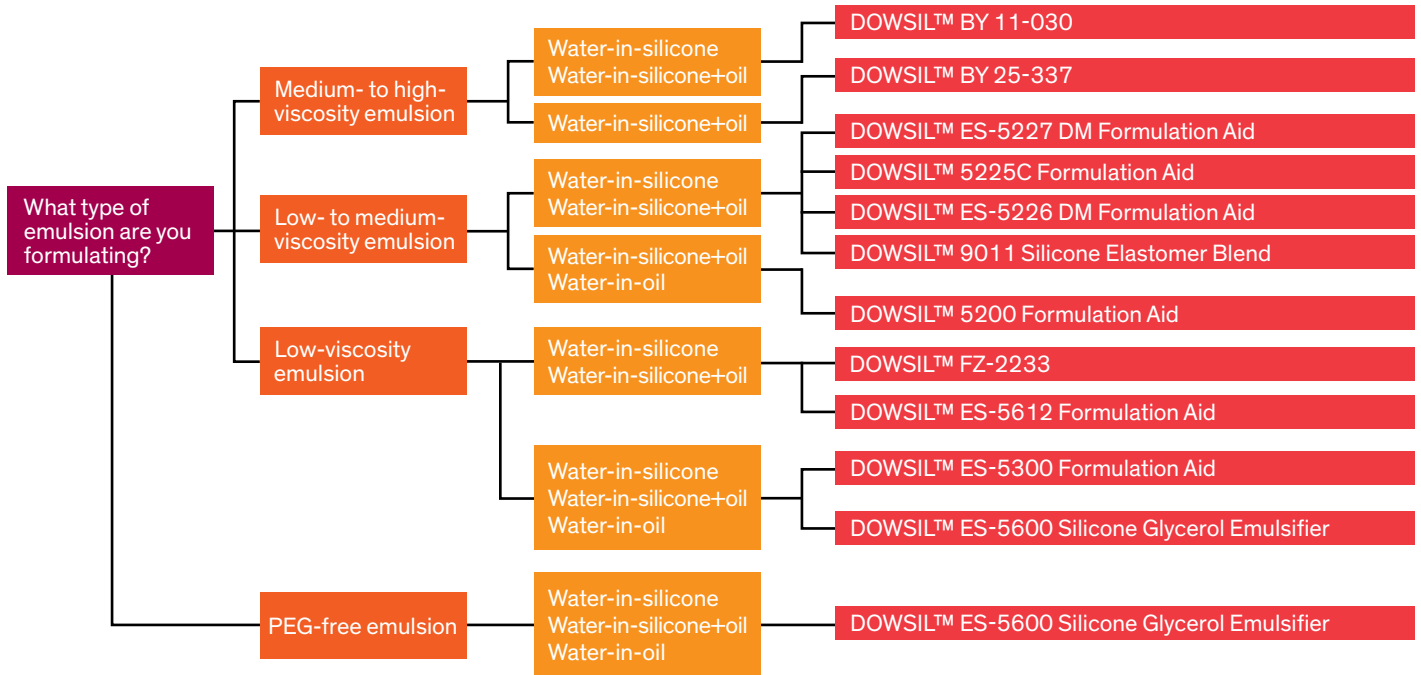 What type of
emulsion are you
formulating?
Medium- to high-
viscosity emulsion
Water-in-silicone
Water-in-silicone+oil
DOWSIL™ BY 11-030
Water-in-silicone+oil
DOWSIL™ BY 25-337
Low- to medium-
viscosity emulsion
Water-in-silicone
Water-in-silicone+oil
DOWSIL™ ES-5227 DM Formulation Aid
DOWSIL™ 5225C Formulation Aid
DOWSIL™ ES-5226 DM Formulation Aid
DOWSIL™ 9011 Silicone Elastomer Blend
Water-in-silicone+oil
Water-in-oil
DOWSIL™ 5200 Formulation Aid
Low-viscosity
emulsion
Water-in-silicone
Water-in-silicone+oil
DOWSIL™ FZ-2233
DOWSIL™ ES-5612 Formulation Aid
Water-in-silicone
Water-in-silicone+oil
Water-in-oil
DOWSIL™ ES-5300 Formulation Aid
DOWSIL™ ES-5600 Silicone Glycerol Emulsifier
PEG-free emulsion
Water-in-silicone
Water-in-silicone+oil
Water-in-oil
DOWSIL™ ES-5600 Silicone Glycerol Emulsifier